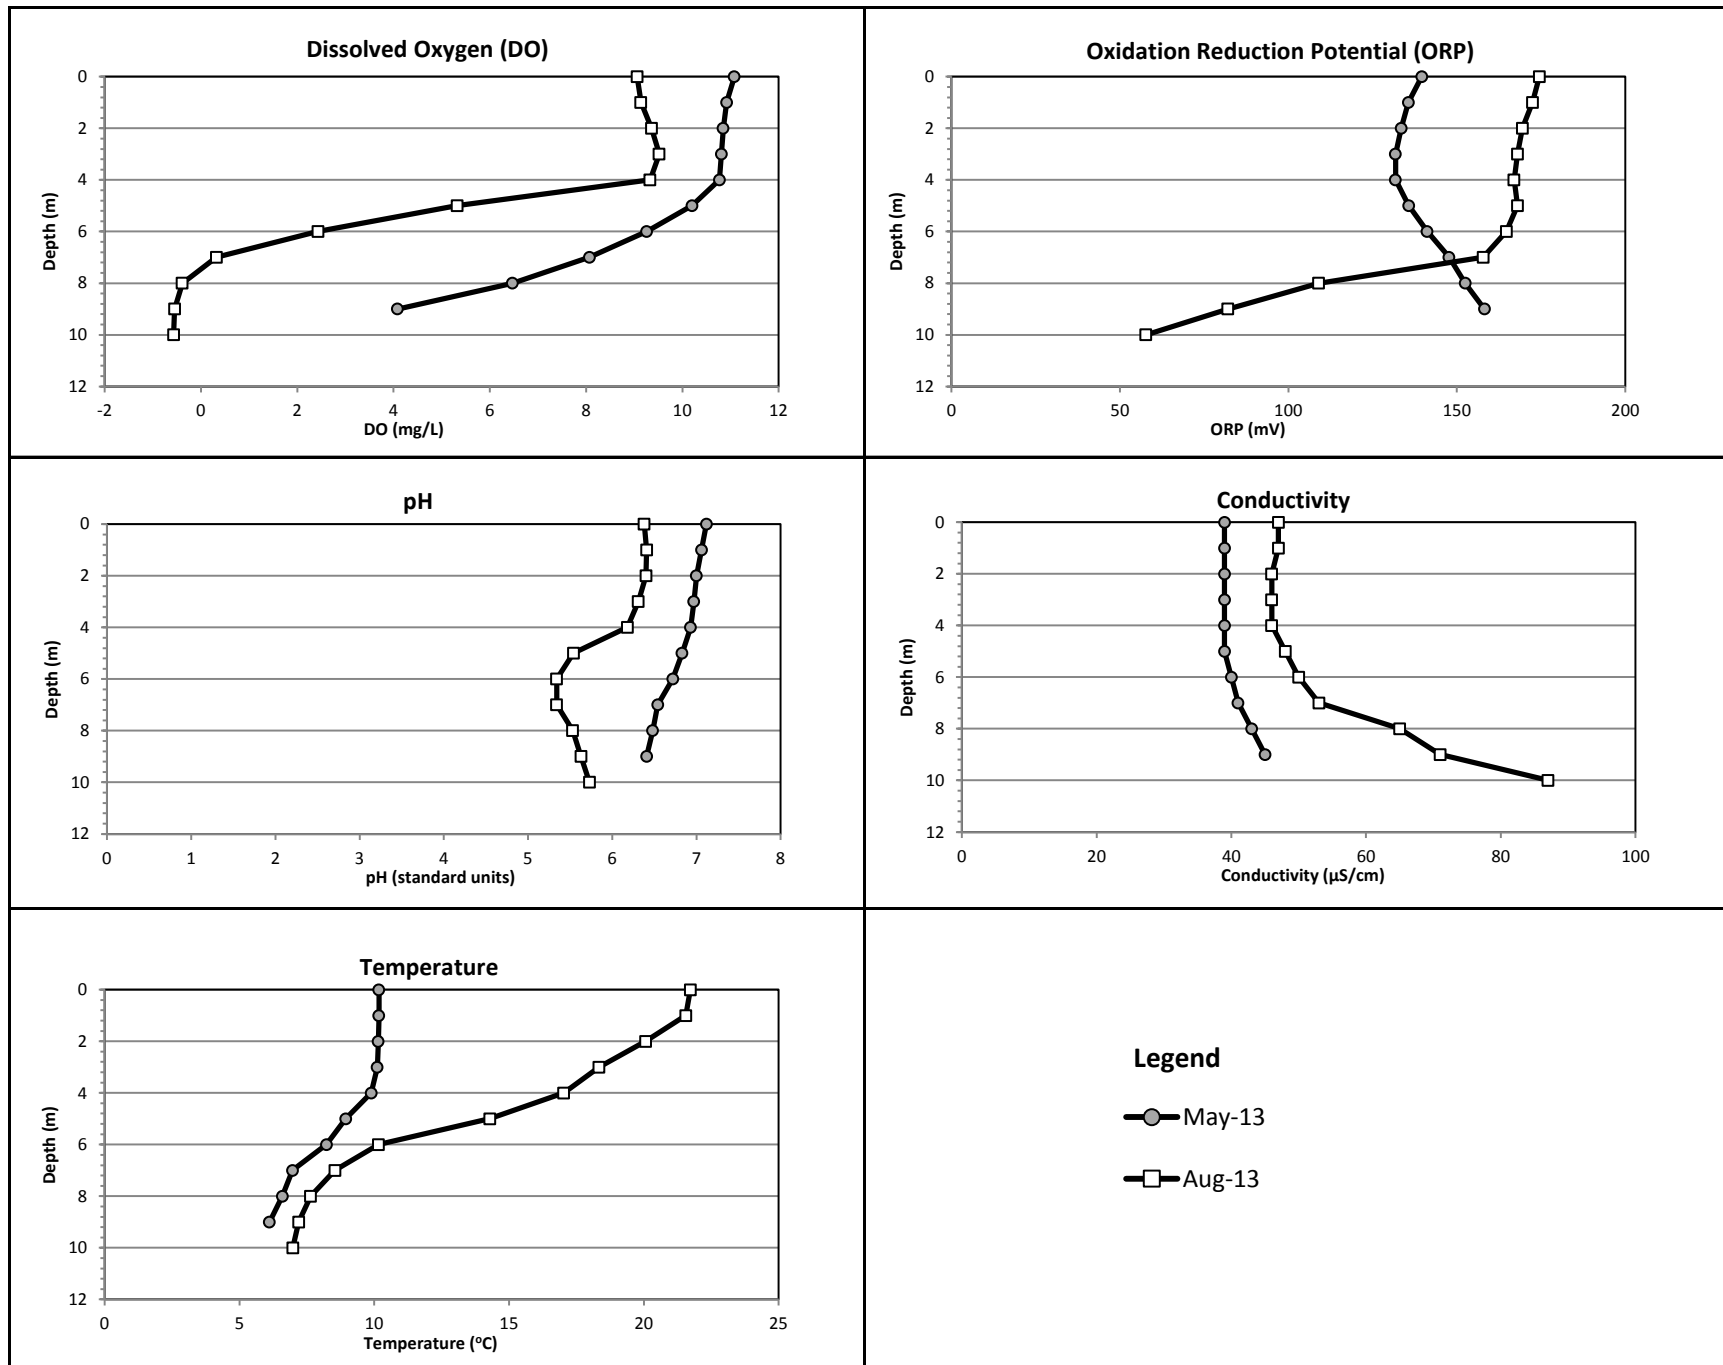 Dissolved Oxygen (DO)
0
2
4
6
8
10
12
Depth (m)
-2 0 2 4 6 8 10 12
DO (mg/L)
Oxidation Reduction Potential (ORP)
0
2
4
6
8
10
12
Depth (m)
0 50 100 150 200
ORP (mV)
pH
0
2
4
6
8
10
12
Depth (m)
0 1 2 3 4 5 6 7 8
pH (standard units)
Conductivity
0
2
4
6
8
10
12
Depth (m)
0 20 40 60 80 100
Conductivity (µS/cm)
Temperature
0
2
4
6
8
10
12
Depth (m)
0 5 10 15 20 25
Temperature (°C)
Legend
May-13
Aug-13